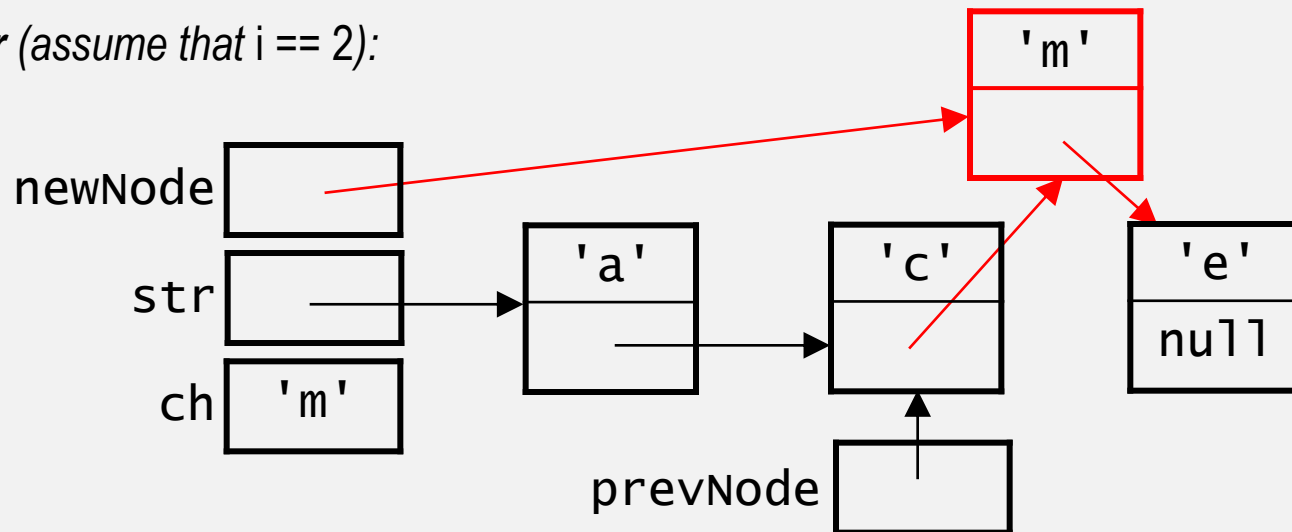 r (assume that i == 2):
'm'
newNode
str
'a'
'c'
'e'
null
ch 'm'
prevNode